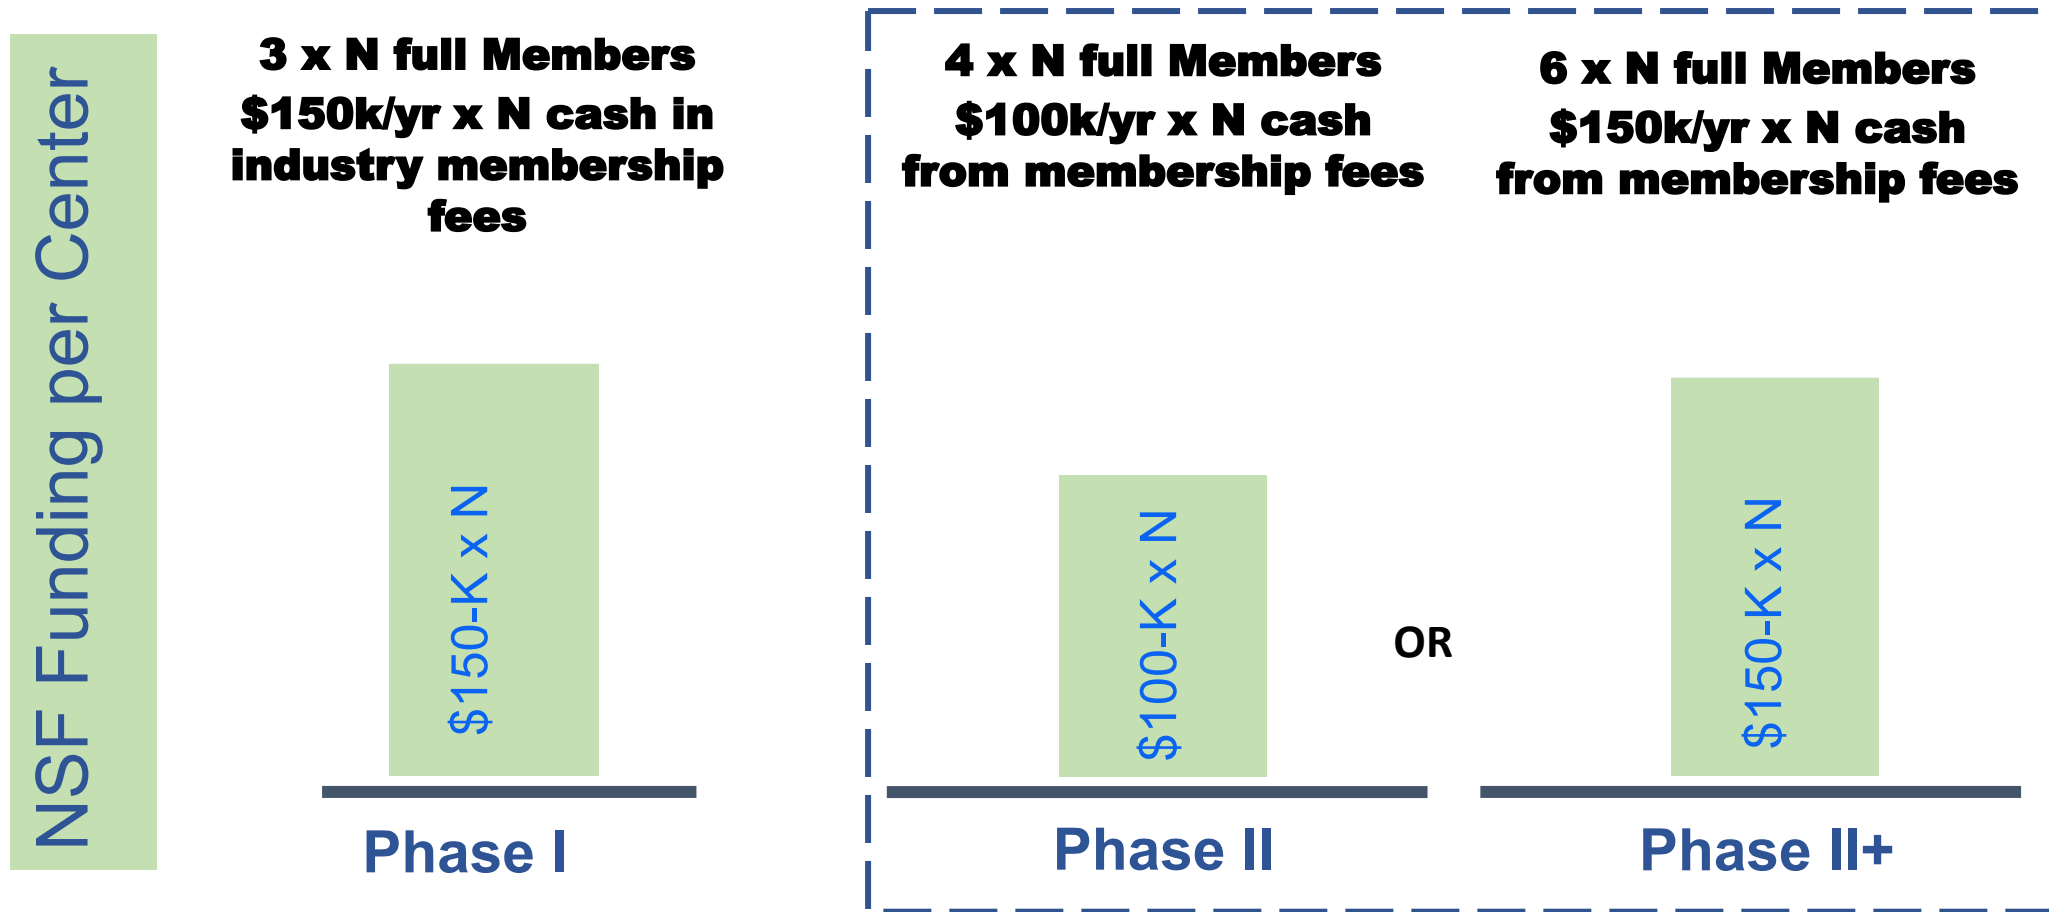 NSF Funding per Center
3 x N full Members
$150k/yr x N cash in
industry membership
fees
$150-K x N
Phase I
4 x N full Members
$100k/yr x N cash
from membership fees
$100-K x N
Phase II
OR
6 x N full Members
$150k/yr x N cash
from membership fees
$150-K x N
Phase II+